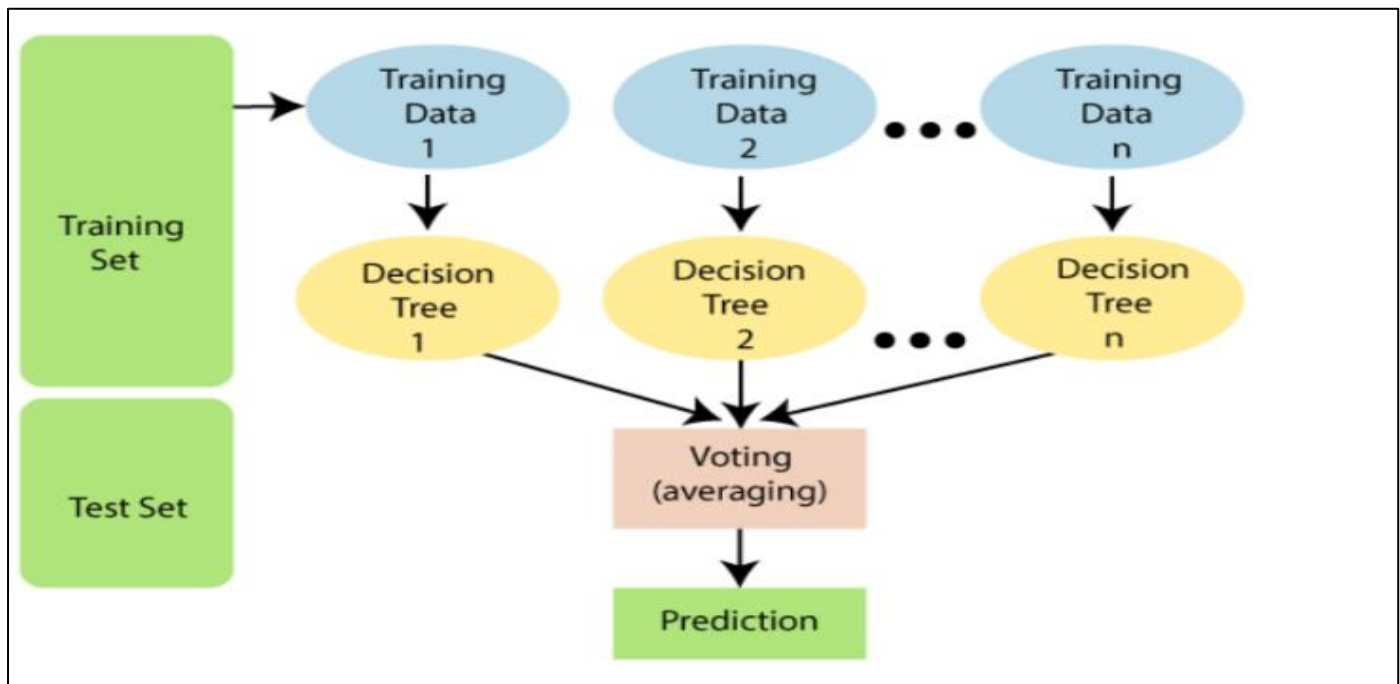 Training
Set
Test Set
Training
Data
1
Training
Data
2
Training
Data
n
Decision
Tree
1
Decision
Tree
2
Decision
Tree
n
Voting
(averaging)
Prediction